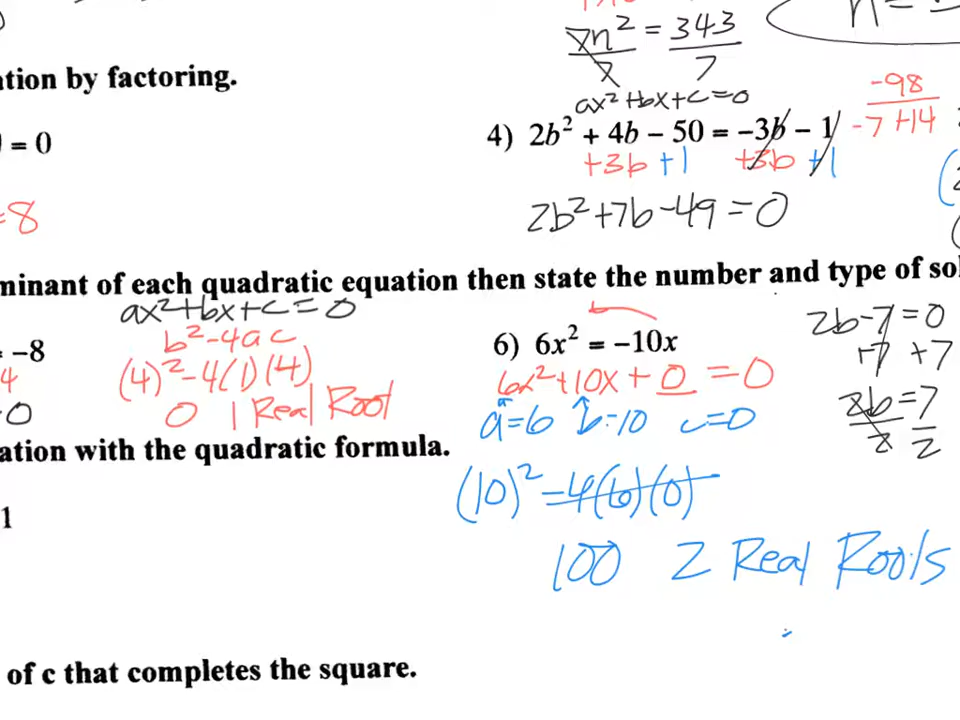 7n² = 343
7 7
n =
ation by factoring.
ax² + bx + c = 0
-98
-7 +14
) = 0
4) 2b² + 4b − 50 = −3b − 1
+3b +1 +3b +1
= 8
2b² + 7b - 49 = 0
minant of each quadratic equation then state the number and type of sol
ax² + bx + c = 0
b² - 4ac
= −8
(4)² - 4(1)(4)
0 1 Real Root
4
= 0
6) 6x² = −10x
6x² + 10x + 0 = 0
a = 6 b = 10 c = 0
2b - 7 = 0
+7 +7
2b = 7
2 2
ation with the quadratic formula.
(10)² - 4(6)(0)
1
100 2 Real Roots
of c that completes the square.